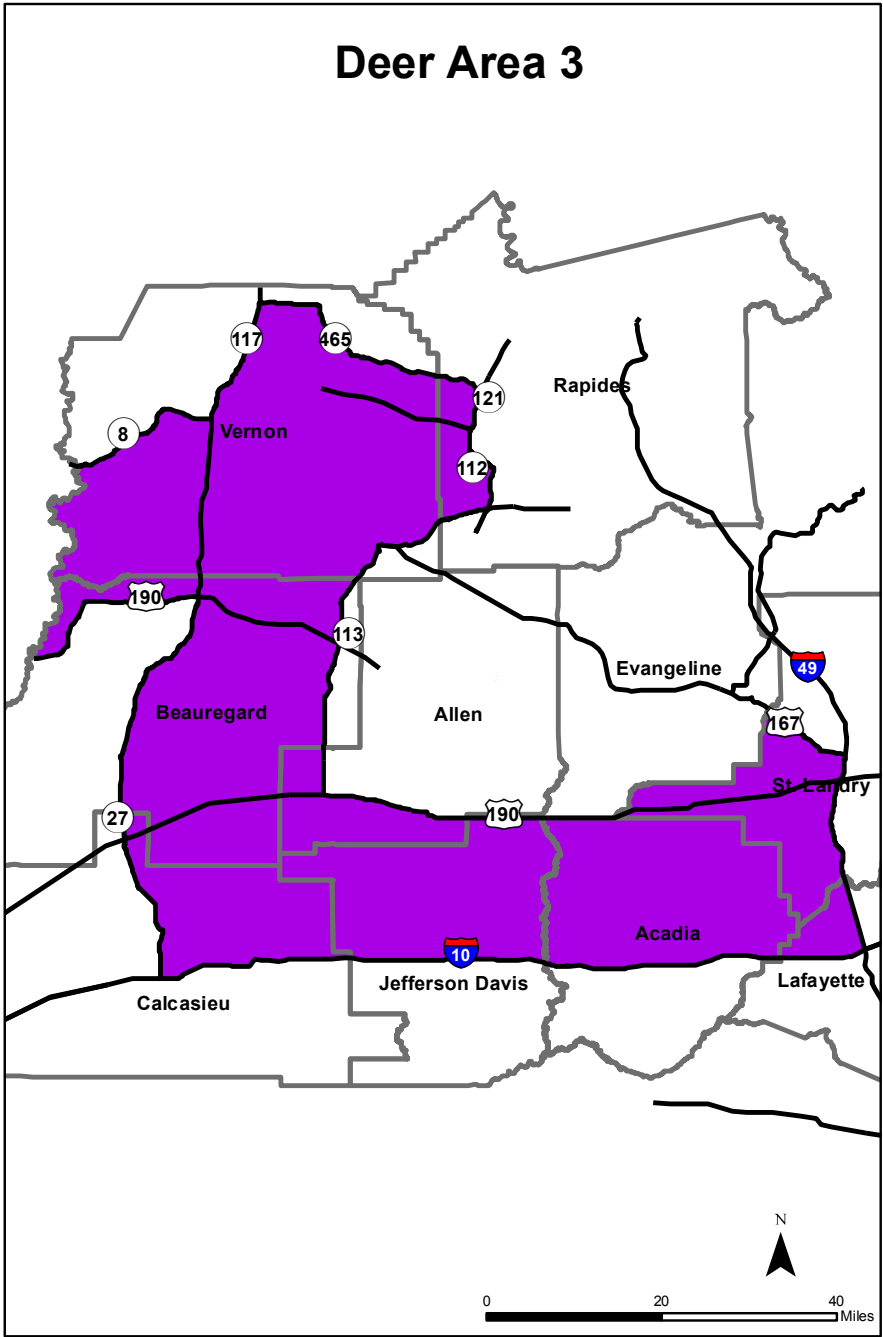 Deer Area 3
117
465
Rapides
121
8
Vernon
112
190
113
49
Evangeline
Beauregard
Allen
167
St. Landry
27
190
Acadia
10
Jefferson Davis
Lafayette
Calcasieu
N
0
20
40
Miles